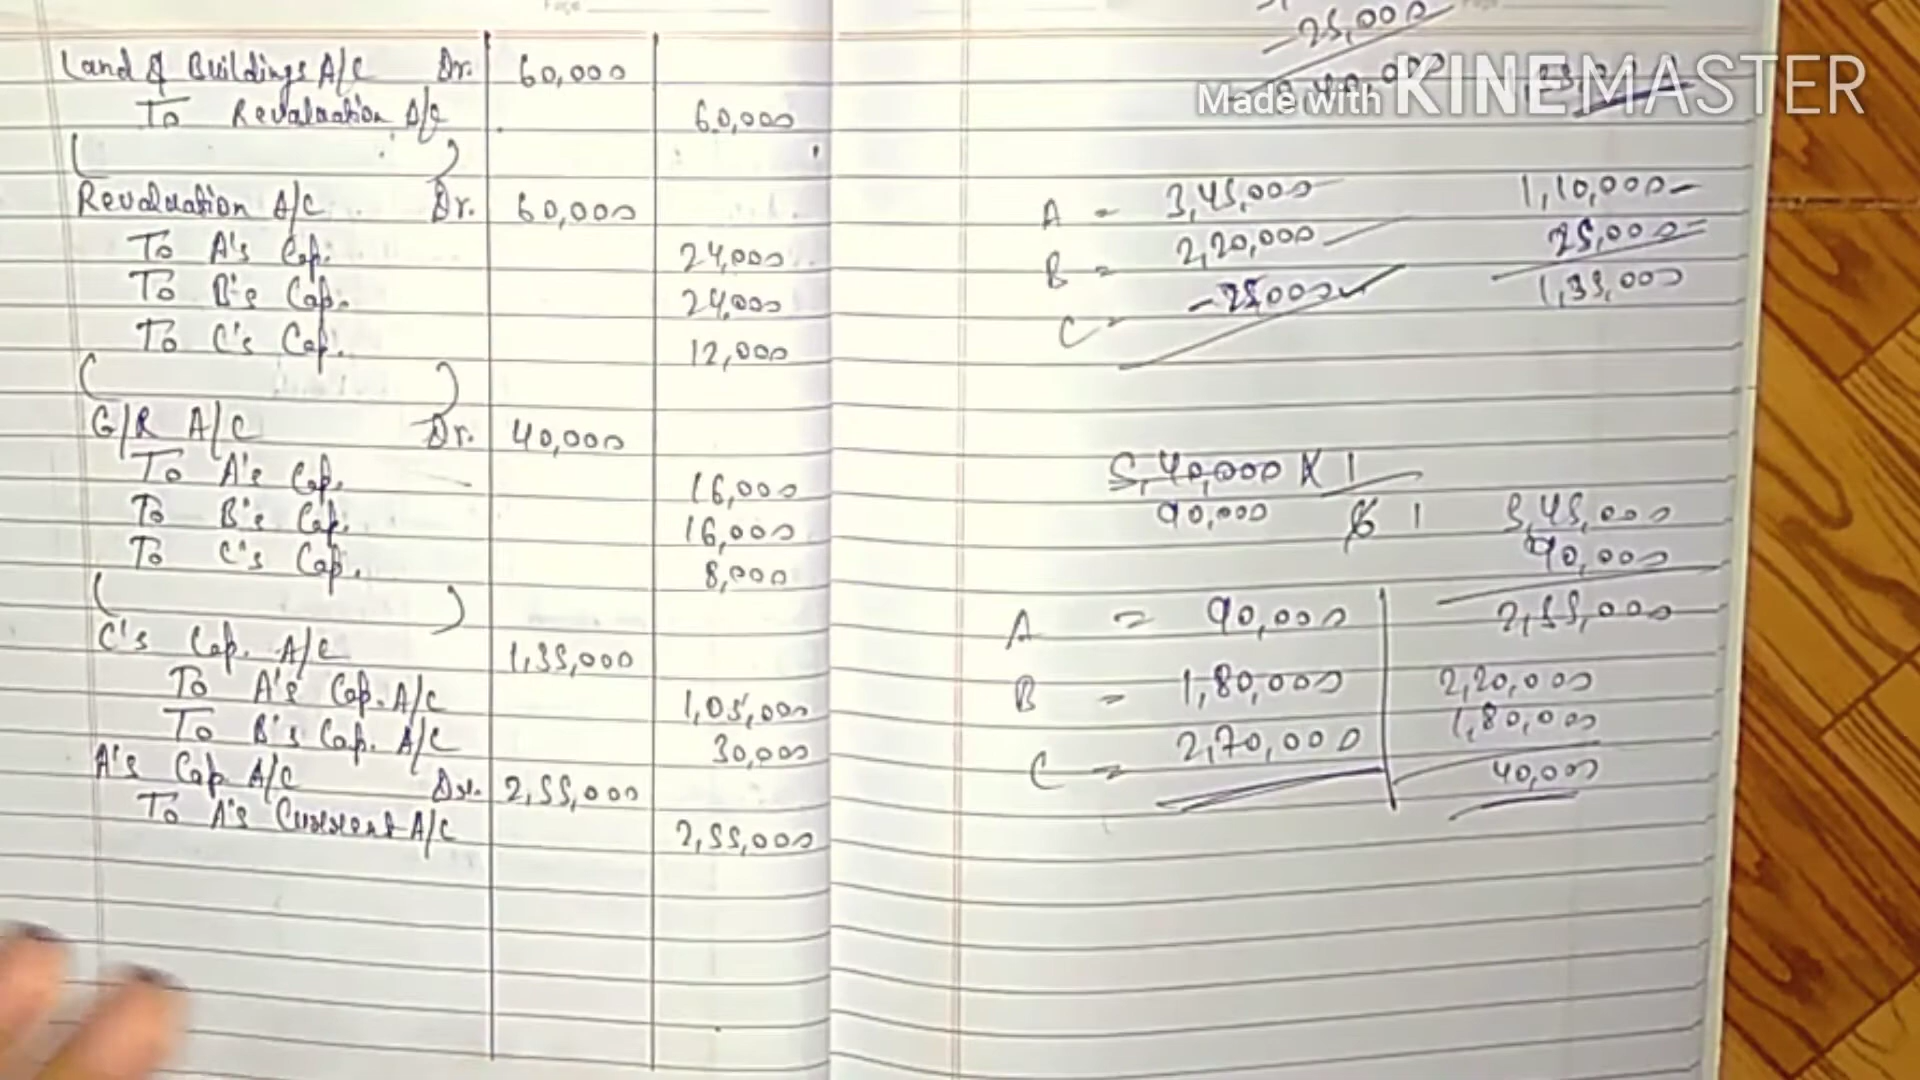 Land & Buildings A/C Dr. 60,000
To Revaluation A/C 60,000
( )
Revaluation A/C Dr. 60,000
To A's Cap. 24,000
To B's Cap. 24,000
To C's Cap. 12,000
( )
G/R A/C Dr. 40,000
To A's Cap. 16,000
To B's Cap. 16,000
To C's Cap. 8,000
( )
C's Cap. A/C 1,35,000
To A's Cap. A/C 1,05,000
To B's Cap. A/C 30,000
A's Cap A/C Dr. 2,55,000
To A's Current A/C 2,55,000
-25,000
Made with KINEMASTER
A = 3,45,000 1,10,000
B = 2,20,000 25,000
C = -25,000 1,35,000
5,40,000 X 1
90,000 6 1 3,45,000
90,000
A = 90,000 2,55,000
B = 1,80,000 2,20,000
1,80,000
C = 2,70,000 40,000